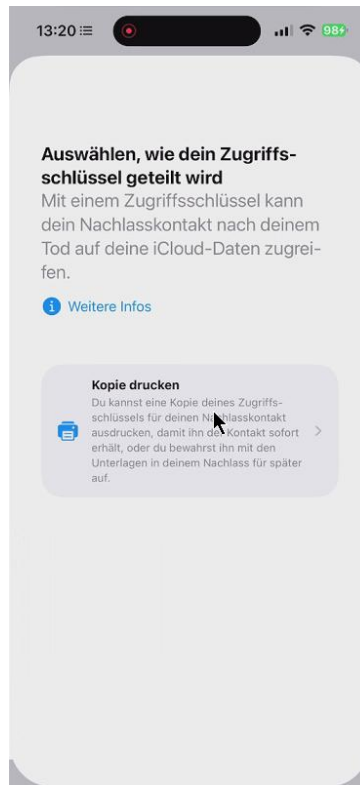 13:20
98
Auswählen, wie dein Zugriffs-
schlüssel geteilt wird
Mit einem Zugriffsschlüssel kann
dein Nachlasskontakt nach deinem
Tod auf deine iCloud-Daten zugrei-
fen.
Weitere Infos
Kopie drucken
Du kannst eine Kopie deines Zugriffs-
schlüssels für deinen Nachlasskontakt
ausdrucken, damit ihn der Kontakt sofort
erhält, oder du bewahrst ihn mit den
Unterlagen in deinem Nachlass für später
auf.